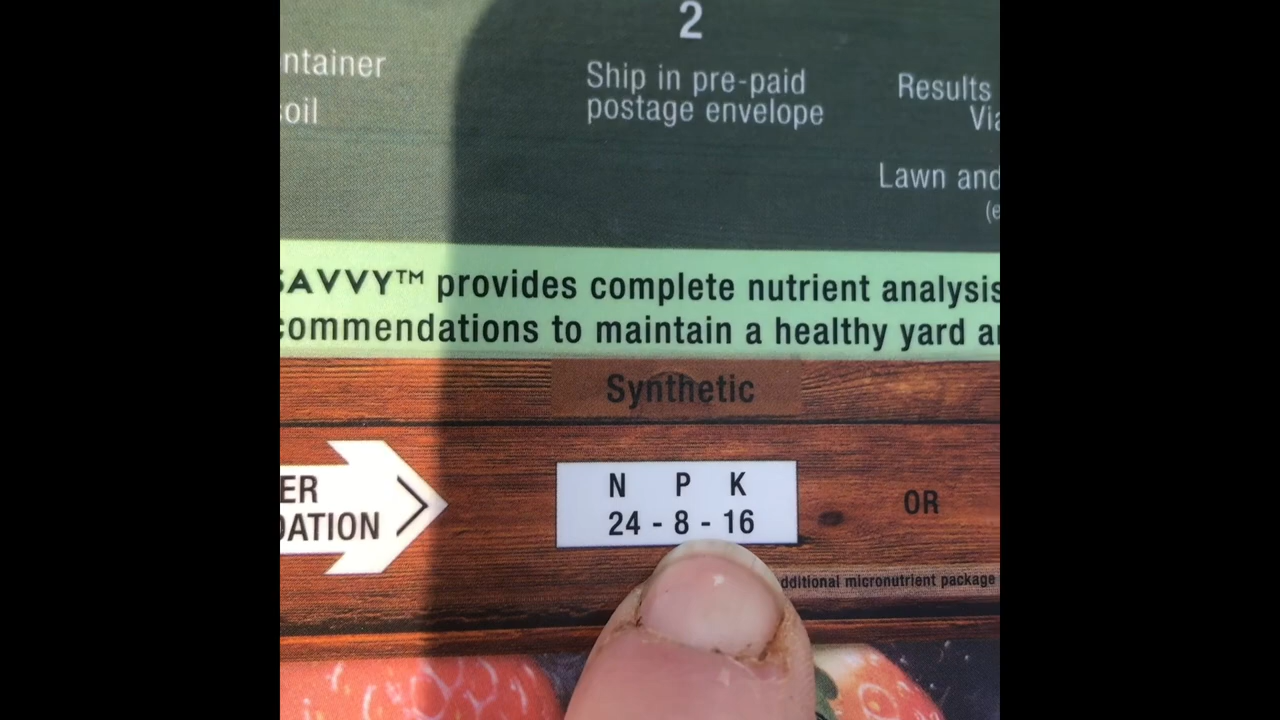 2
ntainer
oil
Ship in pre-paid
postage envelope
Results
Via
Lawn and
(e
SAVVY™ provides complete nutrient analysis
commendations to maintain a healthy yard a
Synthetic
ER
DATION
N P K
24 - 8 - 16
OR
dditional micronutrient package